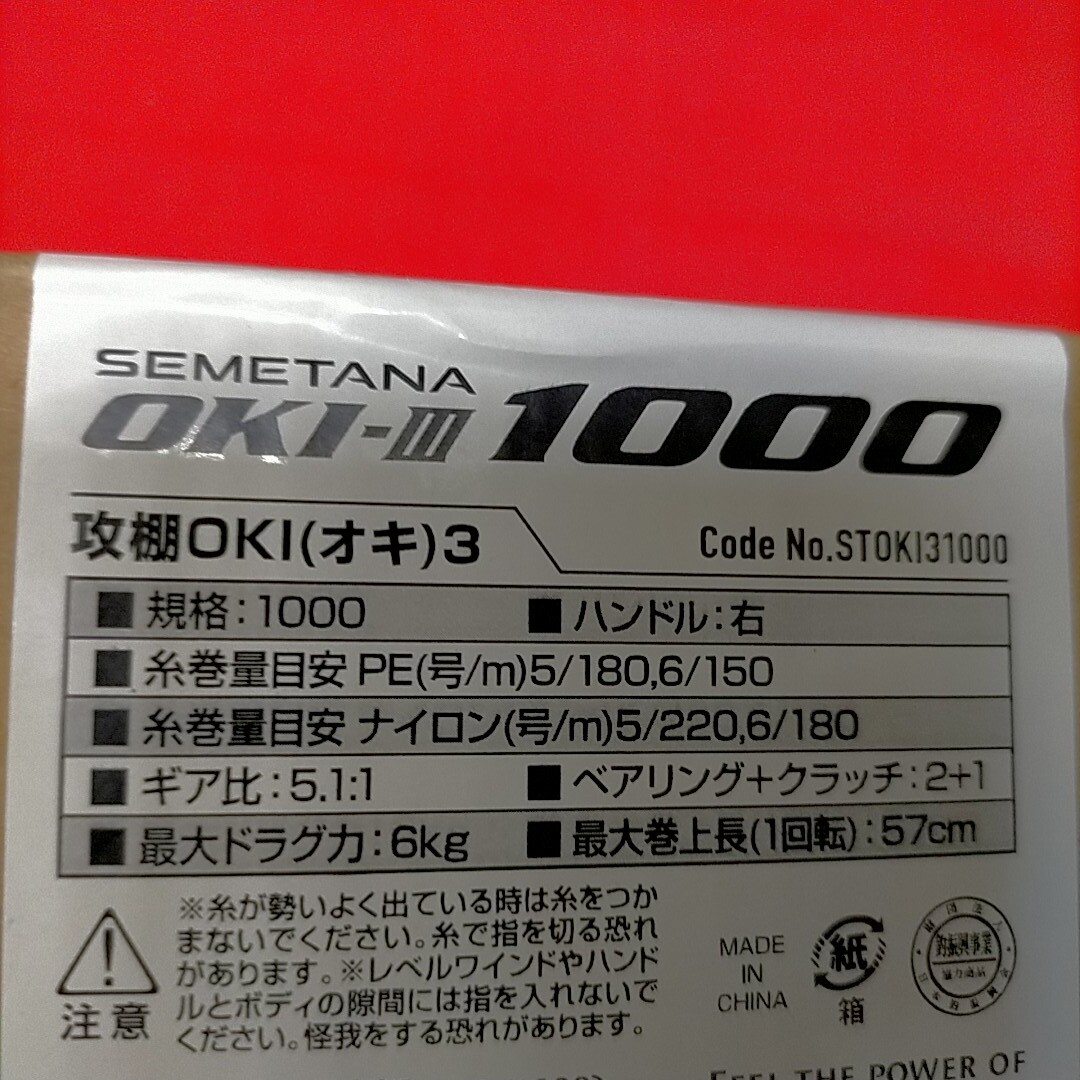 SEMETANA
OKI-III 1000
攻棚OKI(オキ)3
Code No.STOKI31000
■規格:1000 ■ハンドル:右
■糸巻量目安 PE(号/m)5/180,6/150
■糸巻量目安 ナイロン(号/m)5/220,6/180
■ギア比:5.1:1 ■ベアリング+クラッチ:2+1
■最大ドラグ力:6kg ■最大巻上長(1回転):57cm
注意
※糸が勢いよく出ている時は糸をつか
まないでください。糸で指を切る恐れ
があります。※レベルワインドやハンド
ルとボディの隙間には指を入れないで
ください。怪我をする恐れがあります。
MADE
IN
CHINA
紙
箱
釣振興事業
協力商品
FEEL THE POWER OF